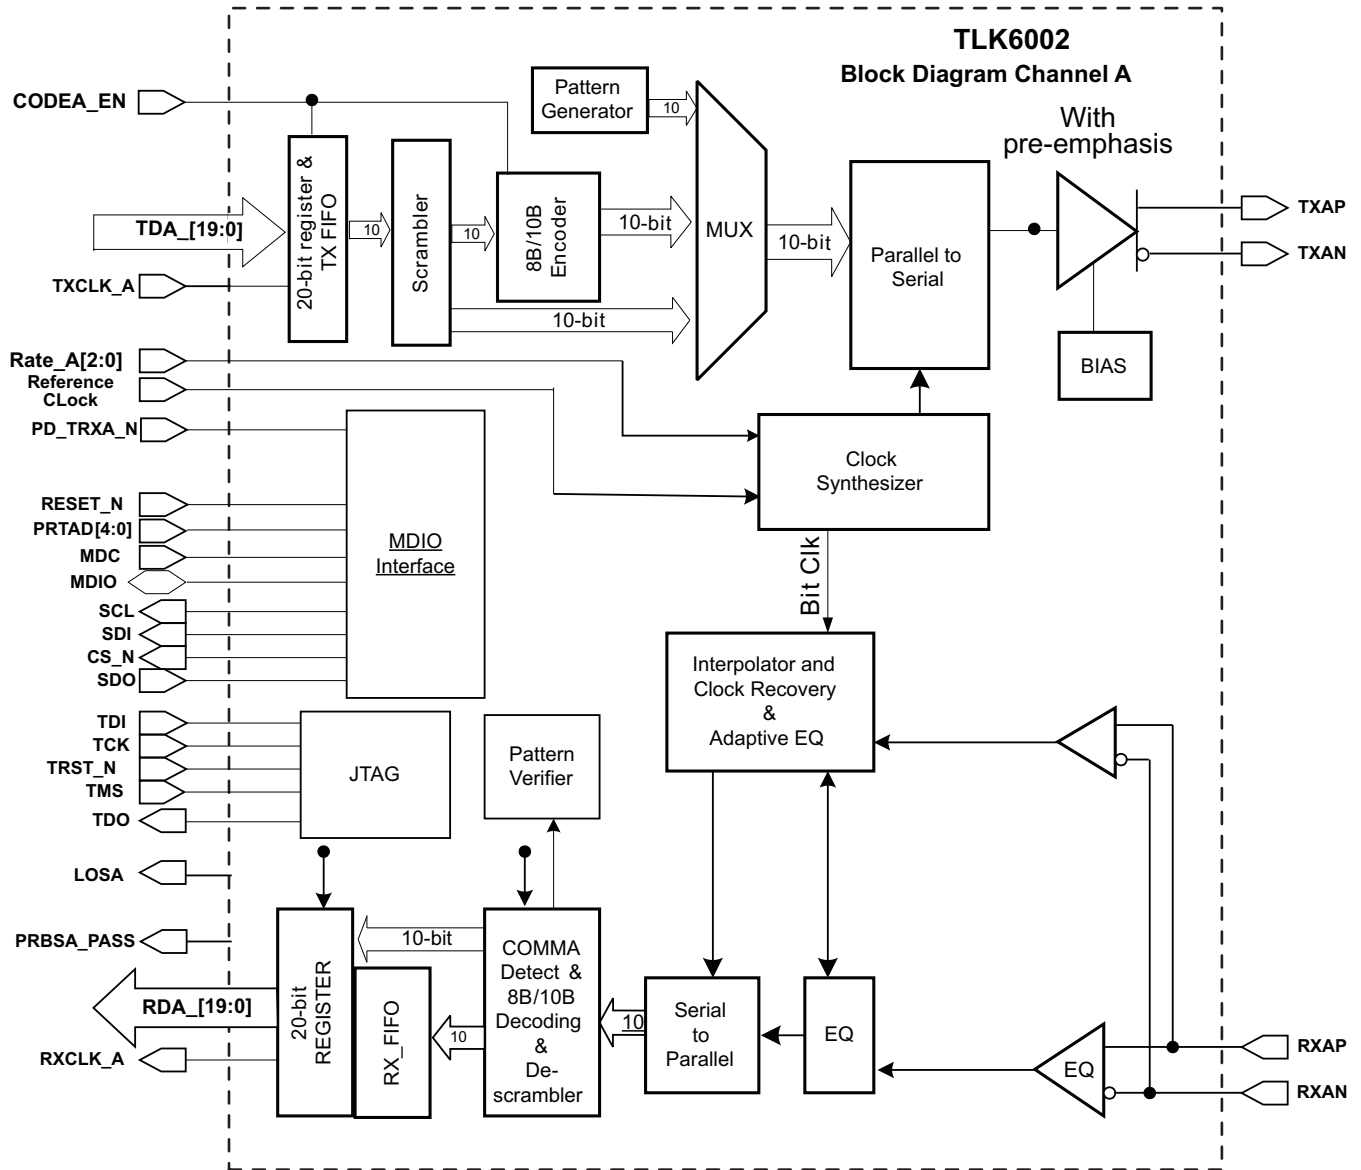 TLK6002
Block Diagram Channel A
CODEA_EN
Pattern
Generator
10
With
pre-emphasis
20-bit register &
TX FIFO
Scrambler
8B/10B
Encoder
MUX
Parallel to
Serial
TDA_[19:0]
10
10
10-bit
10-bit
10-bit
TXAP
TXAN
TXCLK_A
BIAS
Rate_A[2:0]
Reference
CLock
PD_TRXA_N
Clock
Synthesizer
RESET_N
PRTAD[4:0]
MDC
MDIO
SCL
SDI
CS_N
SDO
MDIO
Interface
Bit Clk
Interpolator and
Clock Recovery
&
Adaptive EQ
TDI
TCK
TRST_N
TMS
TDO
JTAG
Pattern
Verifier
LOSA
PRBSA_PASS
RDA_[19:0]
RXCLK_A
20-bit
REGISTER
RX_FIFO
10-bit
10
COMMA
Detect &
8B/10B
Decoding
&
De-
scrambler
10
Serial
to
Parallel
EQ
EQ
RXAP
RXAN